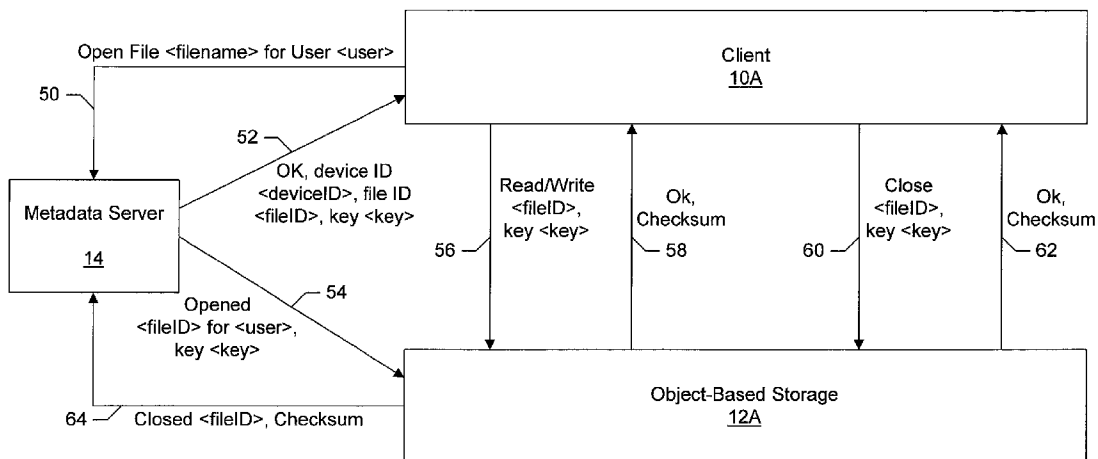 Open File <filename> for User <user>
50
52
OK, device ID
<deviceID>, file ID
<fileID>, key <key>
Client
10A
Metadata Server
14
Read/Write
<fileID>,
key <key>
56
Ok,
Checksum
58
Close
<fileID>,
key <key>
60
Ok,
Checksum
62
54
Opened
<fileID> for <user>,
key <key>
64
Closed <fileID>, Checksum
Object-Based Storage
12A